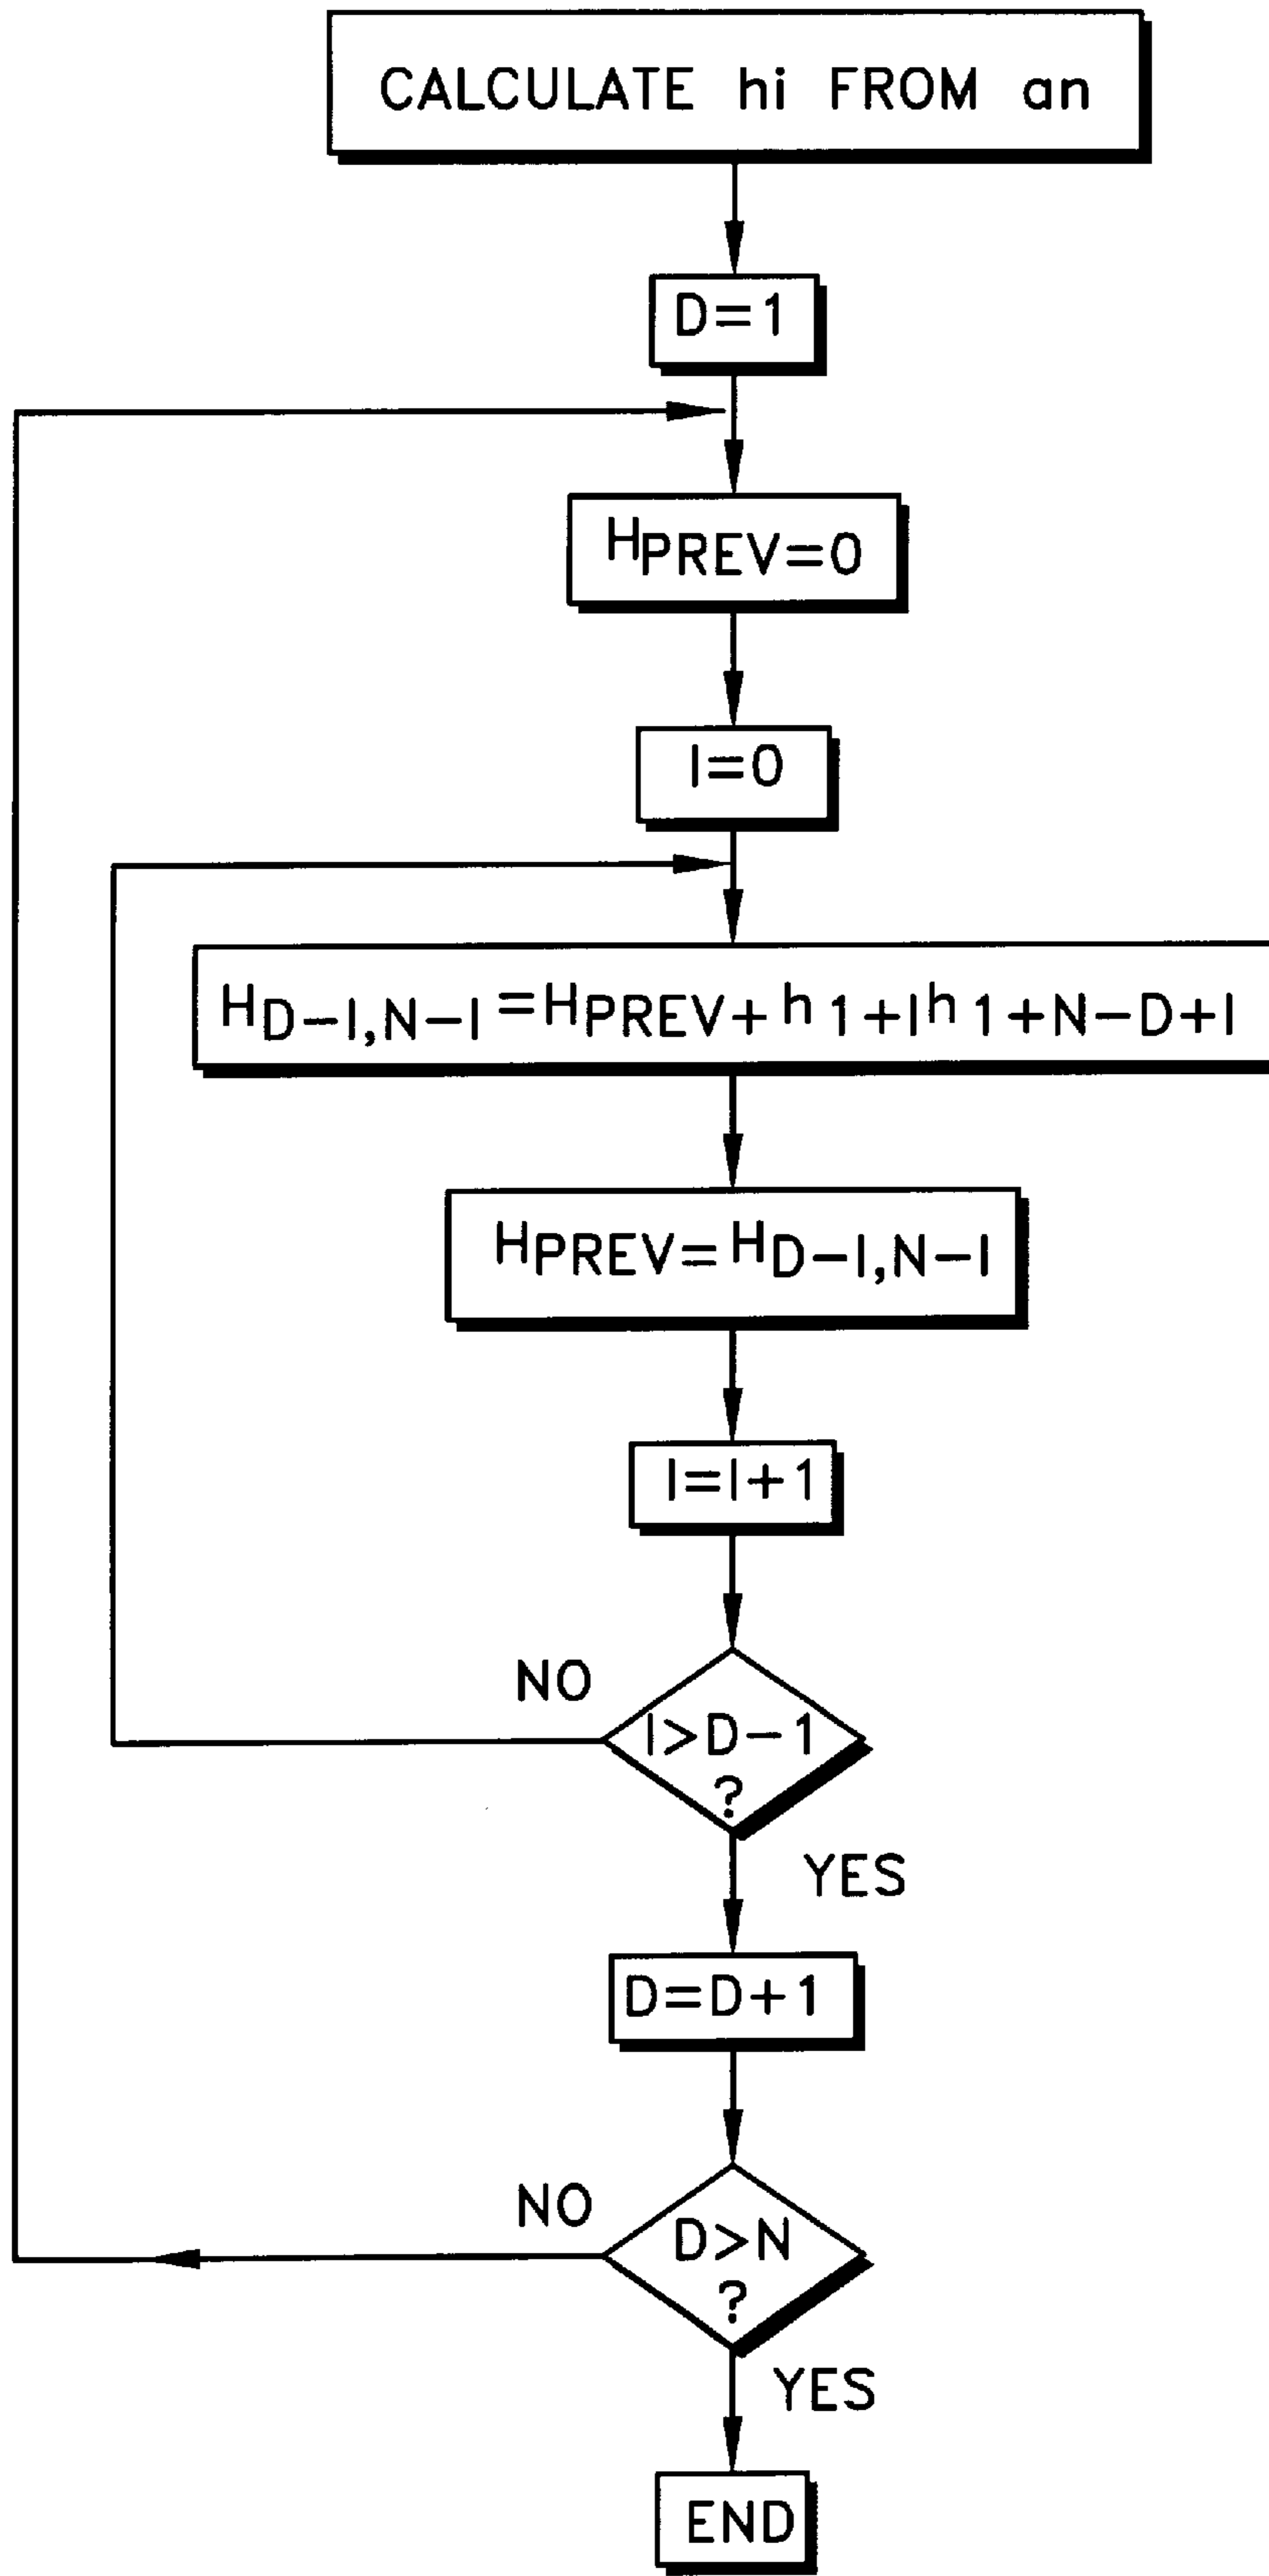 CALCULATE hi FROM an
D=1
HPREV=0
I=0
HD-I,N-I=HPREV+h1+Ih1+N-D+I
HPREV=HD-I,N-I
I=I+1
NO
I>D-1
?
YES
D=D+1
NO
D>N
?
YES
END